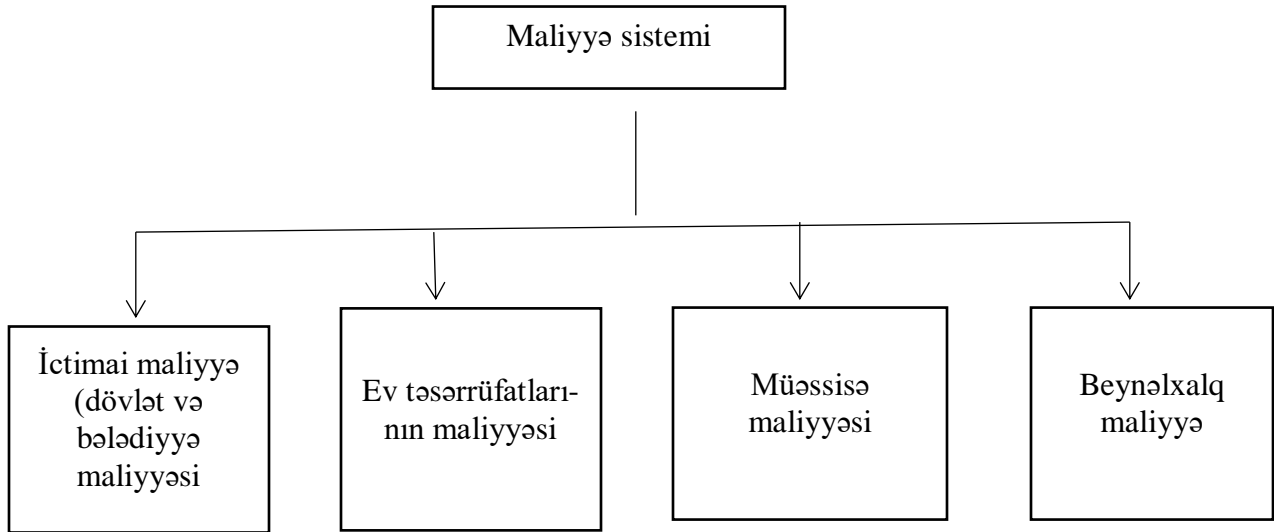 Maliyyə sistemi
İctimai maliyyə
(dövlət və
bələdiyyə
maliyyəsi
Ev təsərrüfatları-
nın maliyyəsi
Müəssisə
maliyyəsi
Beynəlxalq
maliyyə